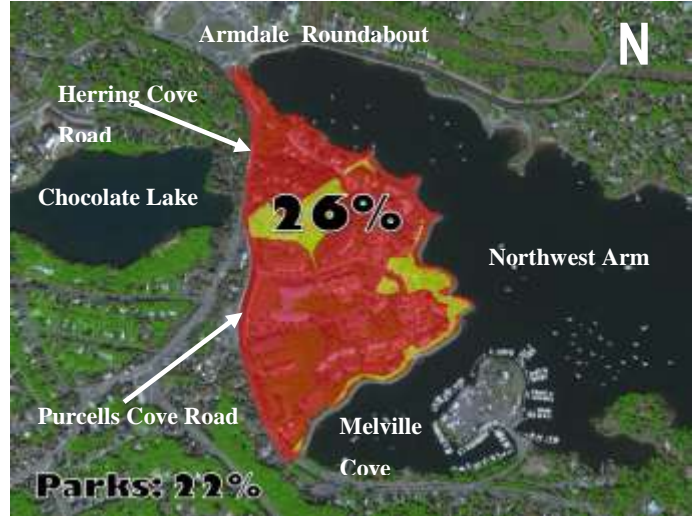 Armdale Roundabout
N
Herring Cove
Road
Chocolate Lake
26%
Northwest Arm
Purcells Cove Road
Melville
Cove
Parks: 22%